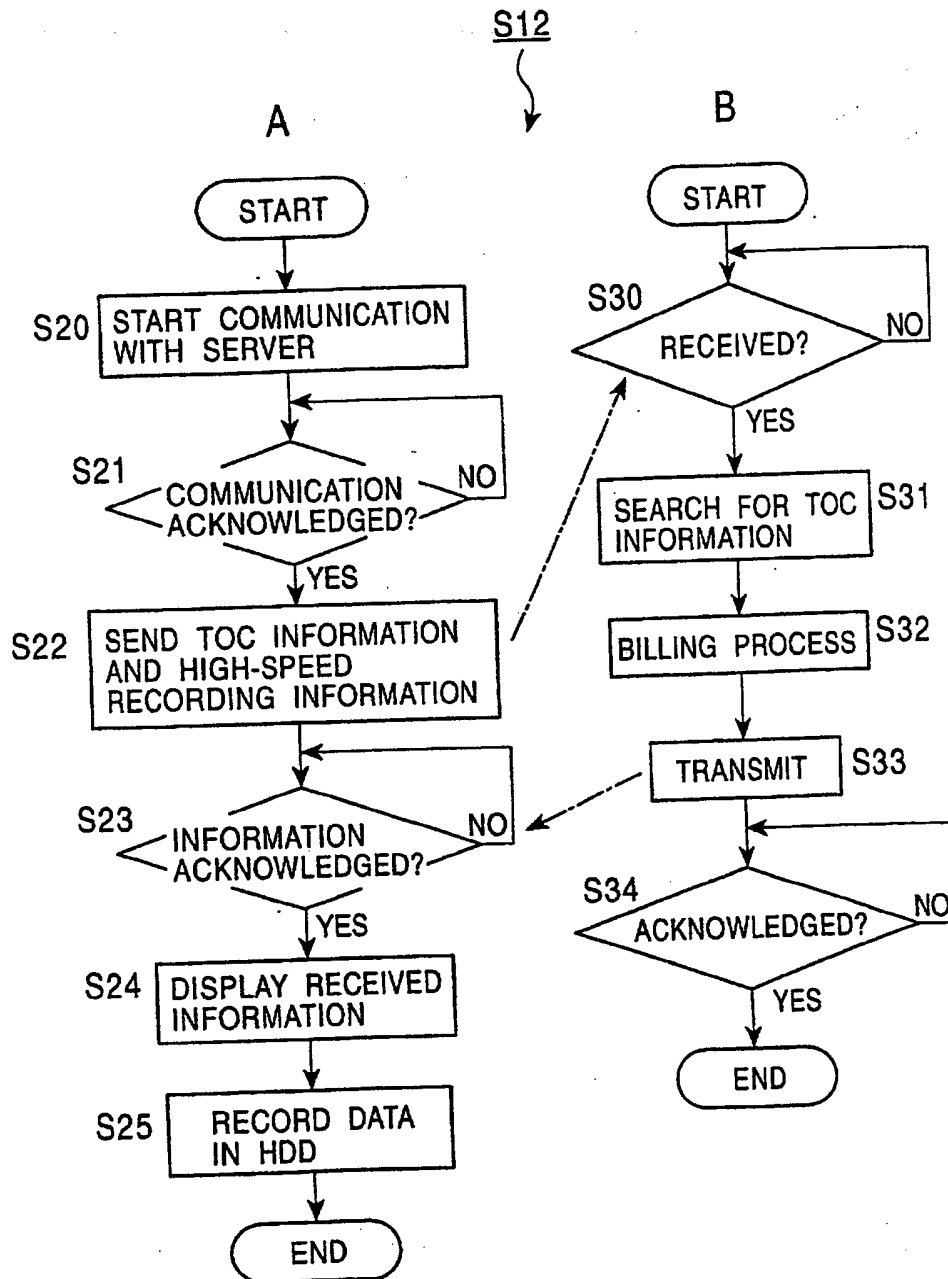 S12
A
START
S20
START COMMUNICATION
WITH SERVER
S21
COMMUNICATION
ACKNOWLEDGED?
NO
YES
S22
SEND TOC INFORMATION
AND HIGH-SPEED
RECORDING INFORMATION
S23
INFORMATION
ACKNOWLEDGED?
NO
YES
S24
DISPLAY RECEIVED
INFORMATION
S25
RECORD DATA
IN HDD
END
B
START
S30
RECEIVED?
NO
YES
SEARCH FOR TOC
INFORMATION
S31
BILLING PROCESS
S32
TRANSMIT
S33
S34
ACKNOWLEDGED?
NO
YES
END